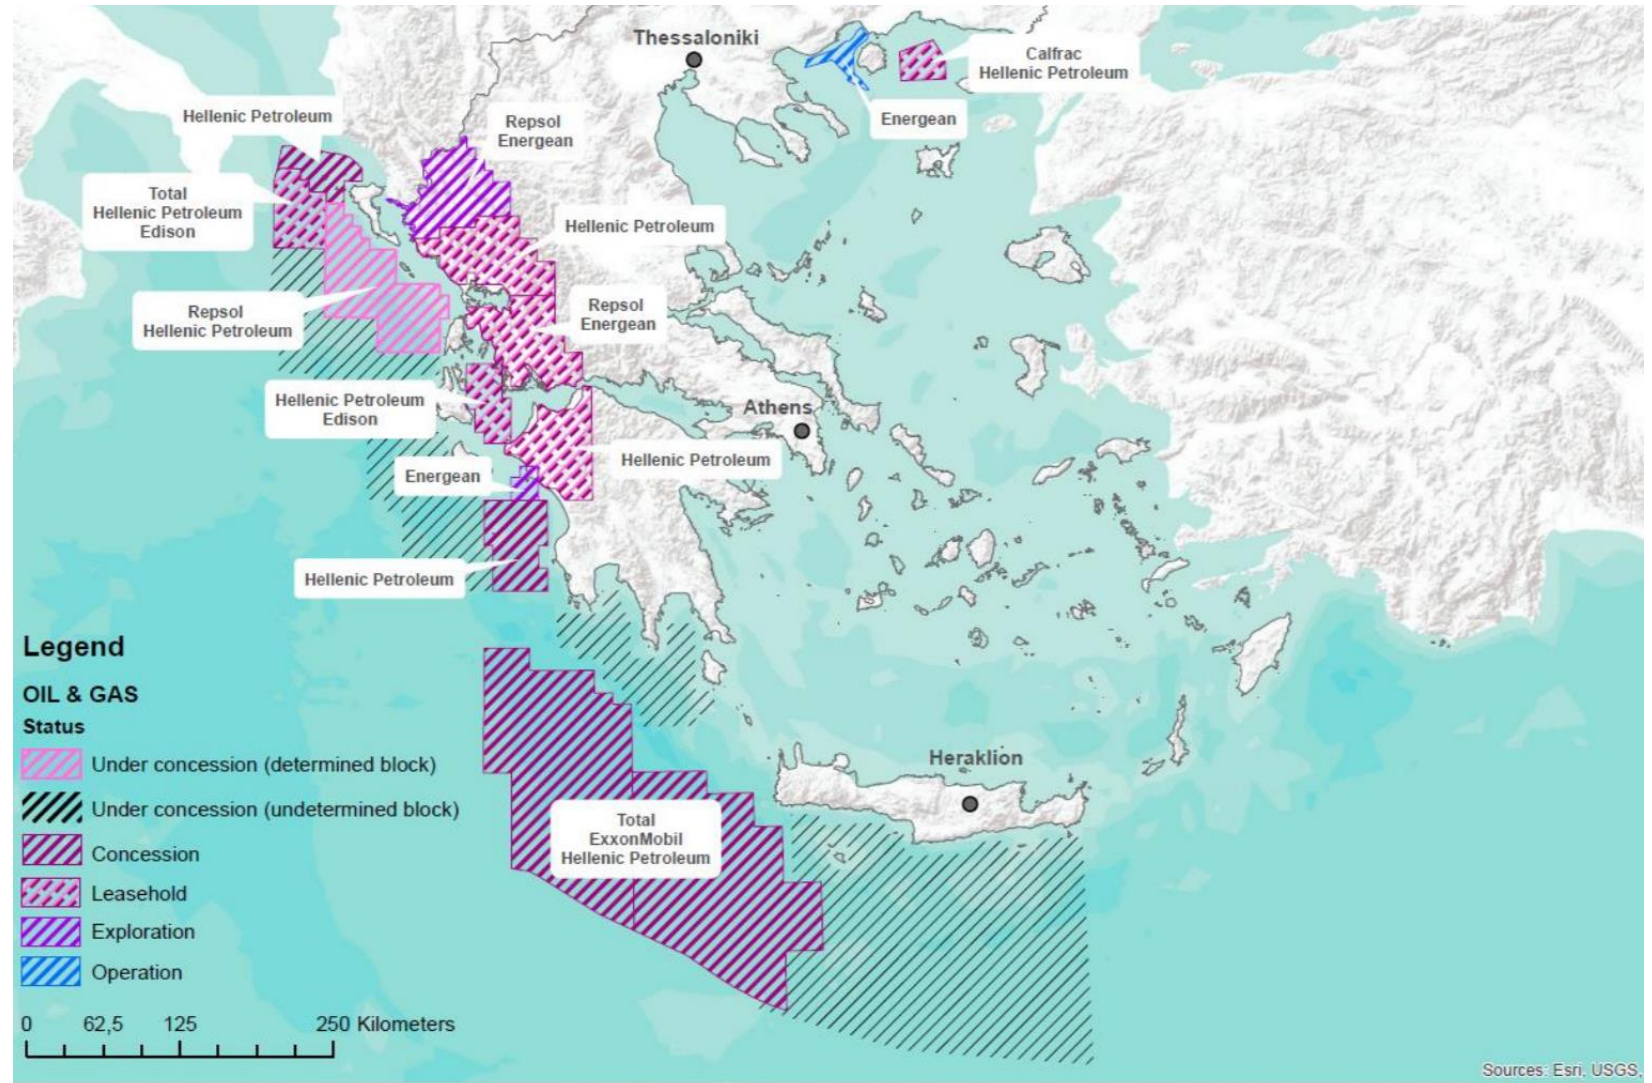 Thessaloniki
Calfrac
Hellenic Petroleum
Energean
Hellenic Petroleum
Repsol
Energean
Total
Hellenic Petroleum
Edison
Hellenic Petroleum
Repsol
Hellenic Petroleum
Repsol
Energean
Hellenic Petroleum
Edison
Athens
Hellenic Petroleum
Energean
Hellenic Petroleum
Heraklion
Total
ExxonMobil
Hellenic Petroleum
Legend
OIL & GAS
Status
Under concession (determined block)
Under concession (undetermined block)
Concession
Leasehold
Exploration
Operation
0 62,5 125 250 Kilometers
Sources: Esri, USGS,